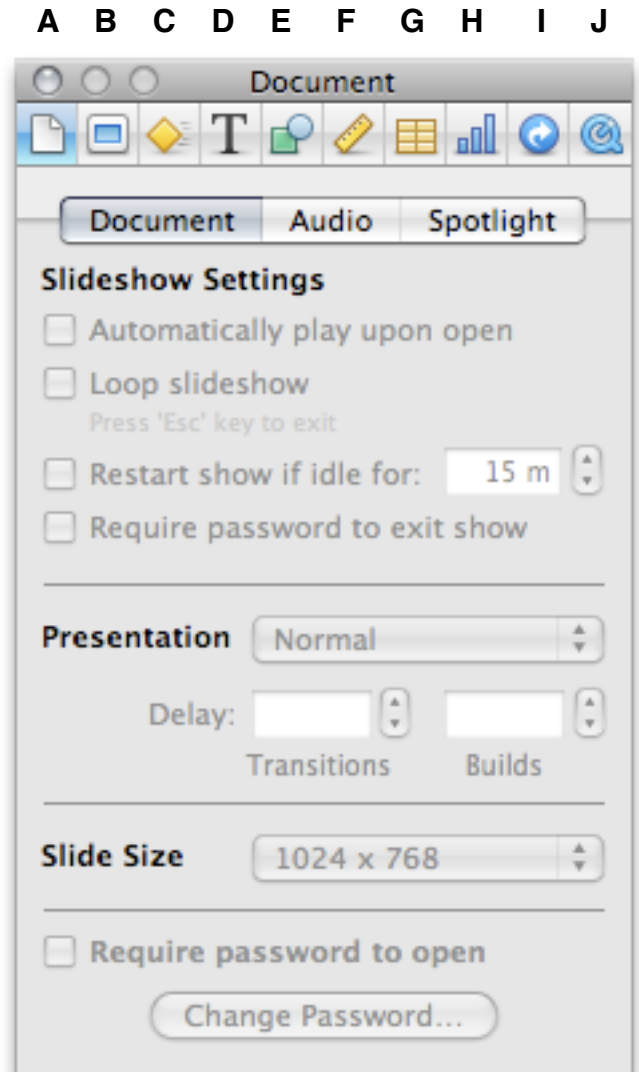 A B C D E F G H I J
Document
T
Document Audio Spotlight
Slideshow Settings
Automatically play upon open
Loop slideshow
Press 'Esc' key to exit
Restart show if idle for: 15 m
Require password to exit show
Presentation Normal
Delay:
Transitions Builds
Slide Size 1024 x 768
Require password to open
Change Password...